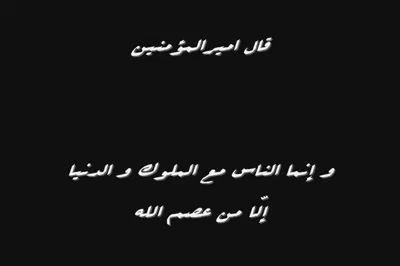 قال اميرالمؤمنين
و إنما الناس مع الملوك و الدنيا
إلّا من عصم الله